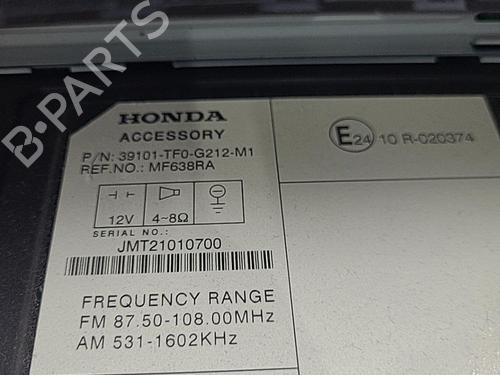 B-PARTS
HONDA
ACCESSORY
P/N: 39101-TF0-G212-M1
REF.NO.: MF638RA
12V
4~8Ω
SERIAL NO.:
JMT21010700
FREQUENCY RANGE
FM 87.50-108.00MHz
AM 531-1602KHz
E24 10 R-020374